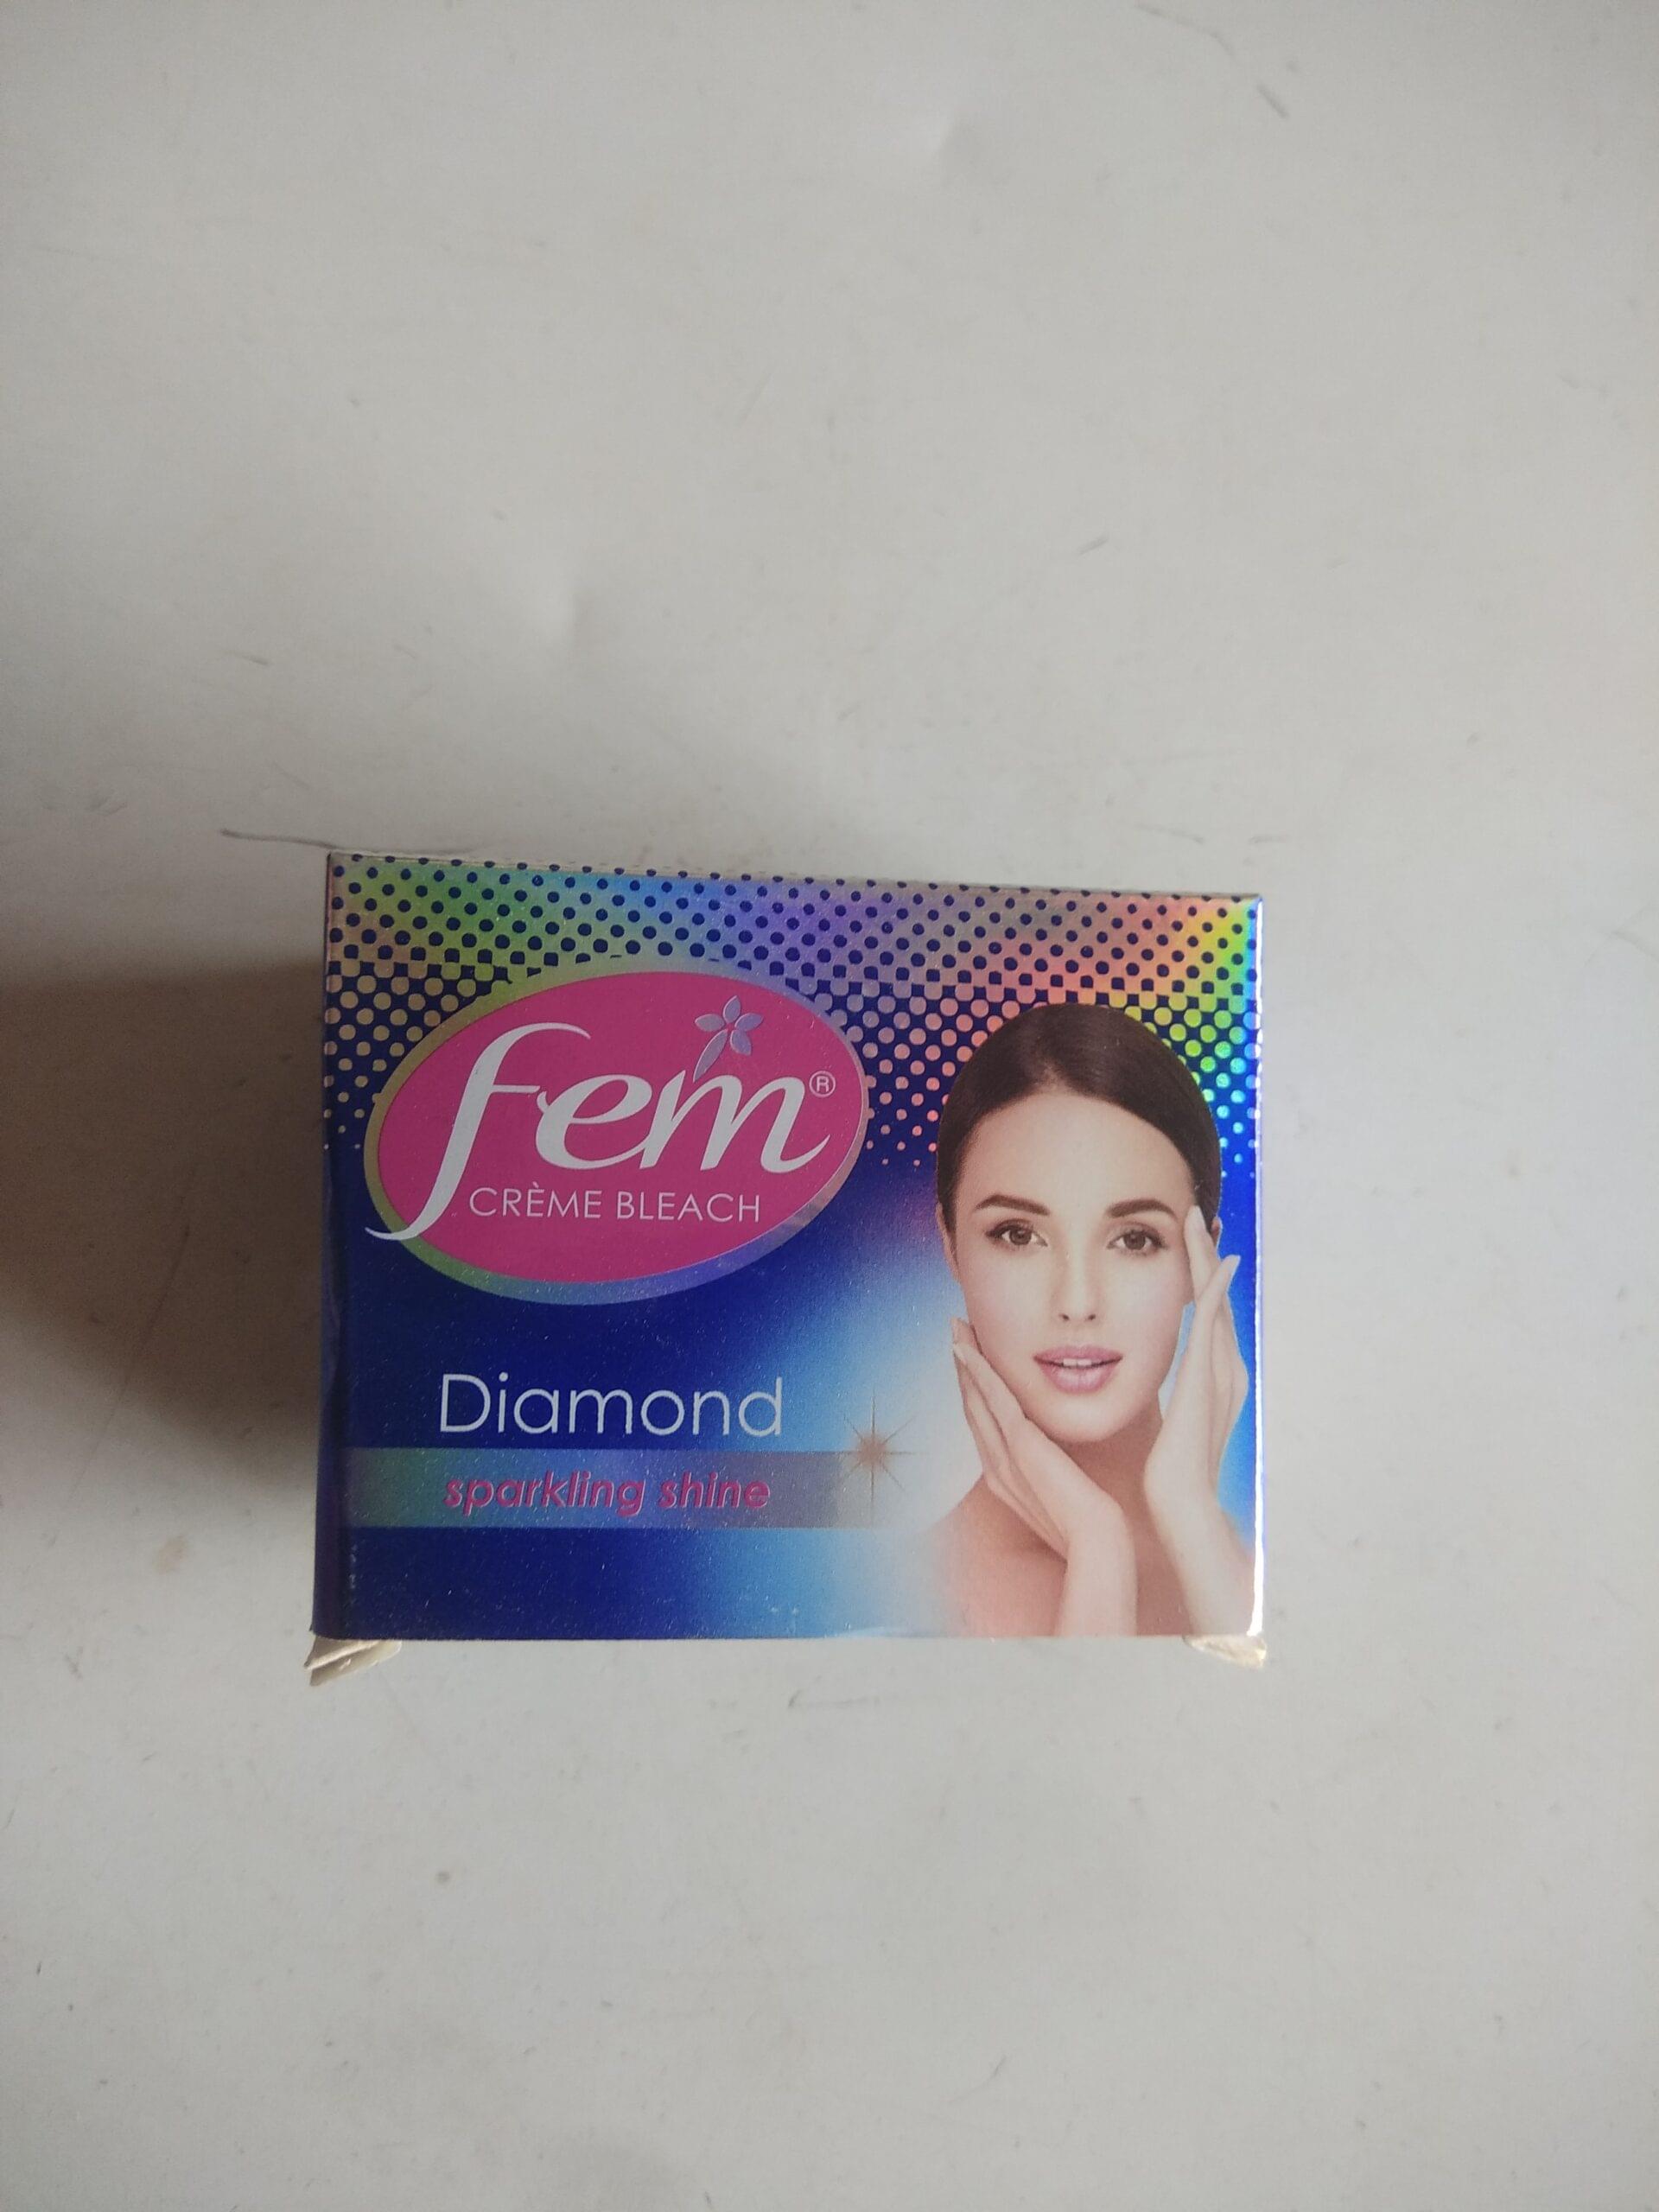 fem®
CRÈME BLEACH
Diamond
sparkling shine